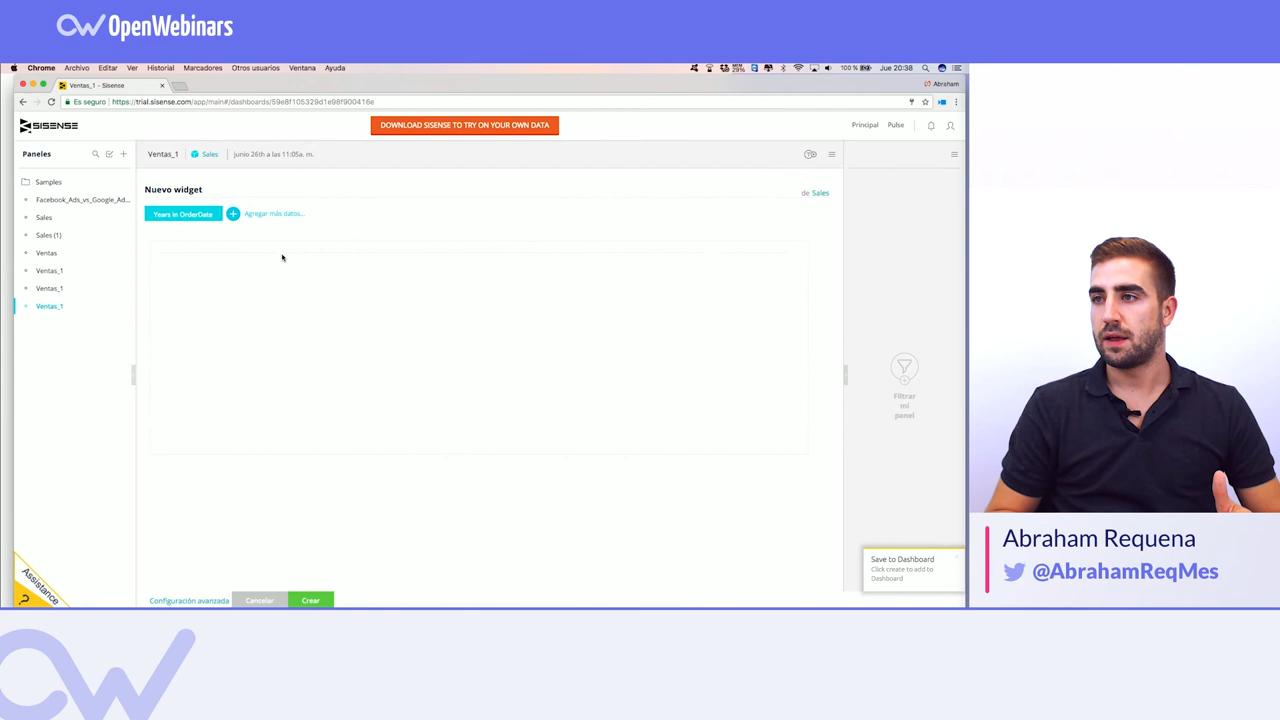 OpenWebinars
Chrome Archivo Editar Ver Historial Marcadores Otros usuarios Ventana Ayuda
MEM 29% 100 % Jue 20:38
Ventas_1 - Sisense
Abraham
Es seguro https://trial.sisense.com/app/main#/dashboards/59e8f105329d1e98f900416e
SISENSE
DOWNLOAD SISENSE TO TRY ON YOUR OWN DATA
Principal Pulse
Paneles
Ventas_1 Sales junio 26th a las 11:05a. m.
Samples
Facebook_Ads_vs_Google_Ad...
Sales
Sales (1)
Ventas
Ventas_1
Ventas_1
Ventas_1
Nuevo widget
de Sales
Years in OrderDate
Agregar más datos...
Filtrar
mi
panel
Save to Dashboard
Click create to add to
Dashboard
Assistance
?
Configuración avanzada Cancelar Crear
Abraham Requena
@AbrahamReqMes